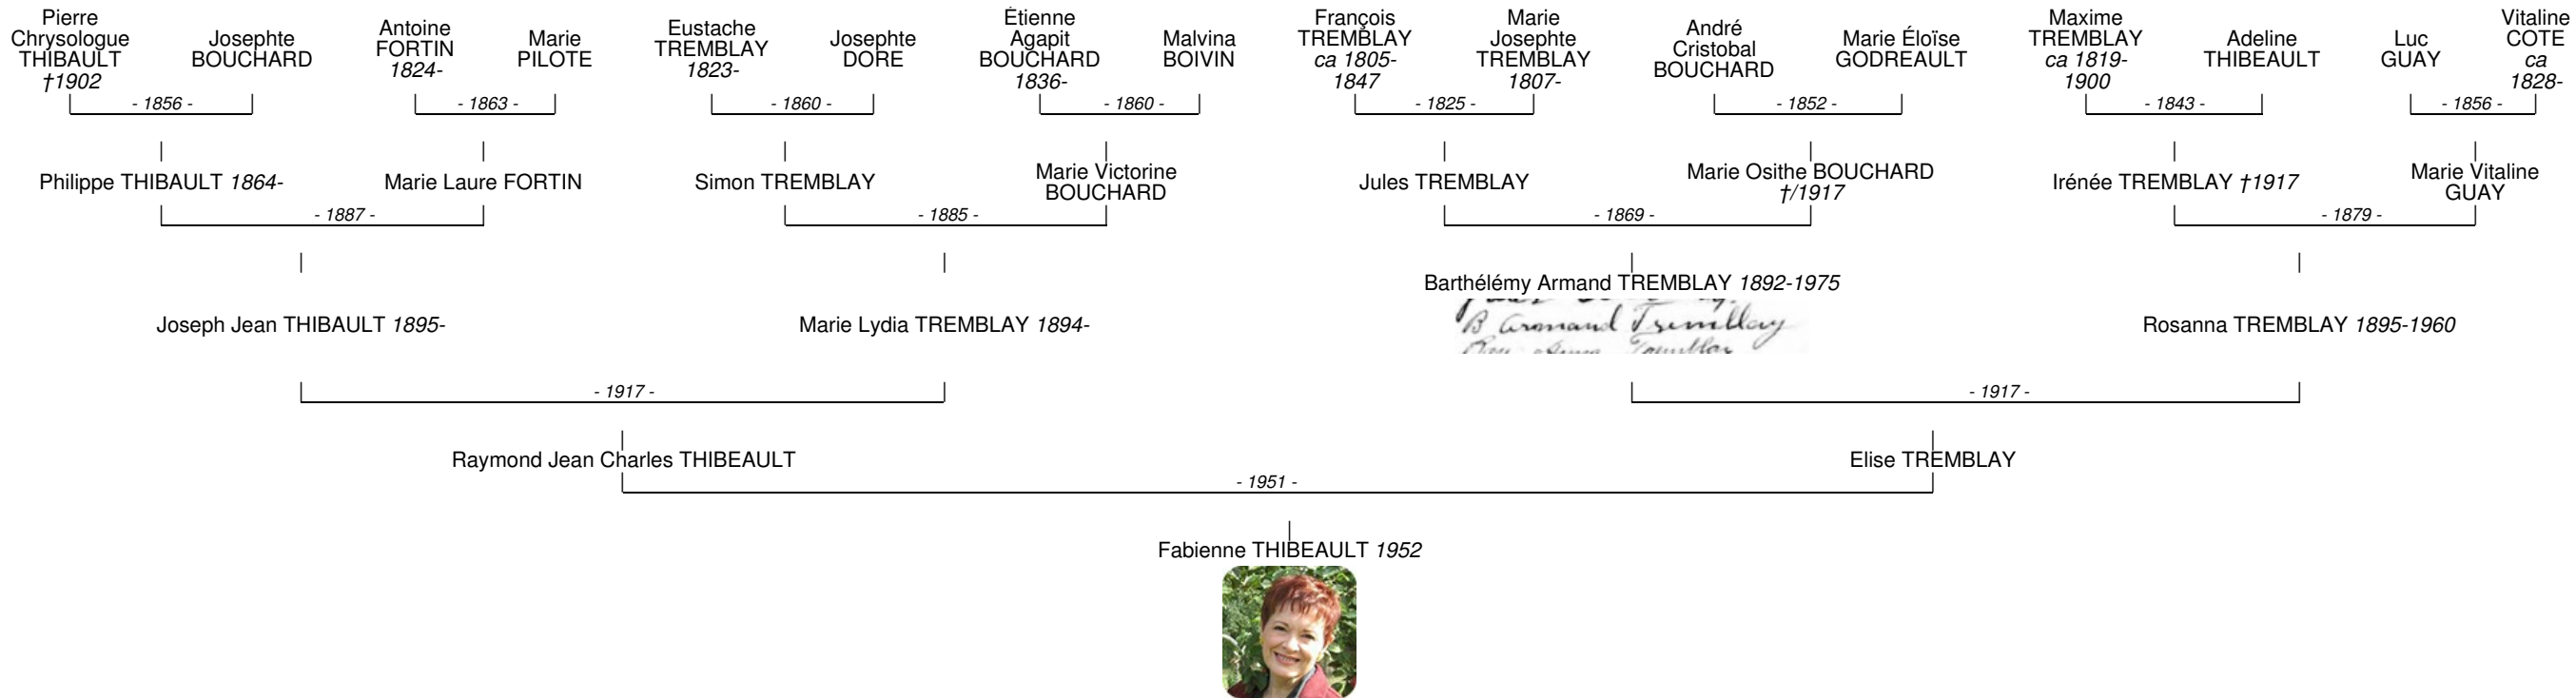 Pierre
Chrysologue
THIBAULT
†1902
Josephte
BOUCHARD
Antoine
FORTIN
1824-
Marie
PILOTE
Eustache
TREMBLAY
1823-
Josephte
DORE
Étienne
Agapit
BOUCHARD
1836-
Malvina
BOIVIN
François
TREMBLAY
ca 1805-
1847
Marie
Josephte
TREMBLAY
1807-
André
Cristobal
BOUCHARD
Marie Éloïse
GODREAULT
Maxime
TREMBLAY
ca 1819-
1900
Adeline
THIBEAULT
Luc
GUAY
Vitaline
COTE
ca
1828-
- 1856 -
- 1863 -
- 1860 -
- 1860 -
- 1825 -
- 1852 -
- 1843 -
- 1856 -
Philippe THIBAULT 1864-
Marie Laure FORTIN
Simon TREMBLAY
Marie Victorine
BOUCHARD
Jules TREMBLAY
Marie Osithe BOUCHARD
†/1917
Irénée TREMBLAY †1917
Marie Vitaline
GUAY
- 1887 -
- 1885 -
- 1869 -
- 1879 -
Joseph Jean THIBAULT 1895-
Marie Lydia TREMBLAY 1894-
Barthélémy Armand TREMBLAY 1892-1975
B Armand Tremblay
Rosanna TREMBLAY 1895-1960
- 1917 -
- 1917 -
Raymond Jean Charles THIBEAULT
Elise TREMBLAY
- 1951 -
Fabienne THIBEAULT 1952